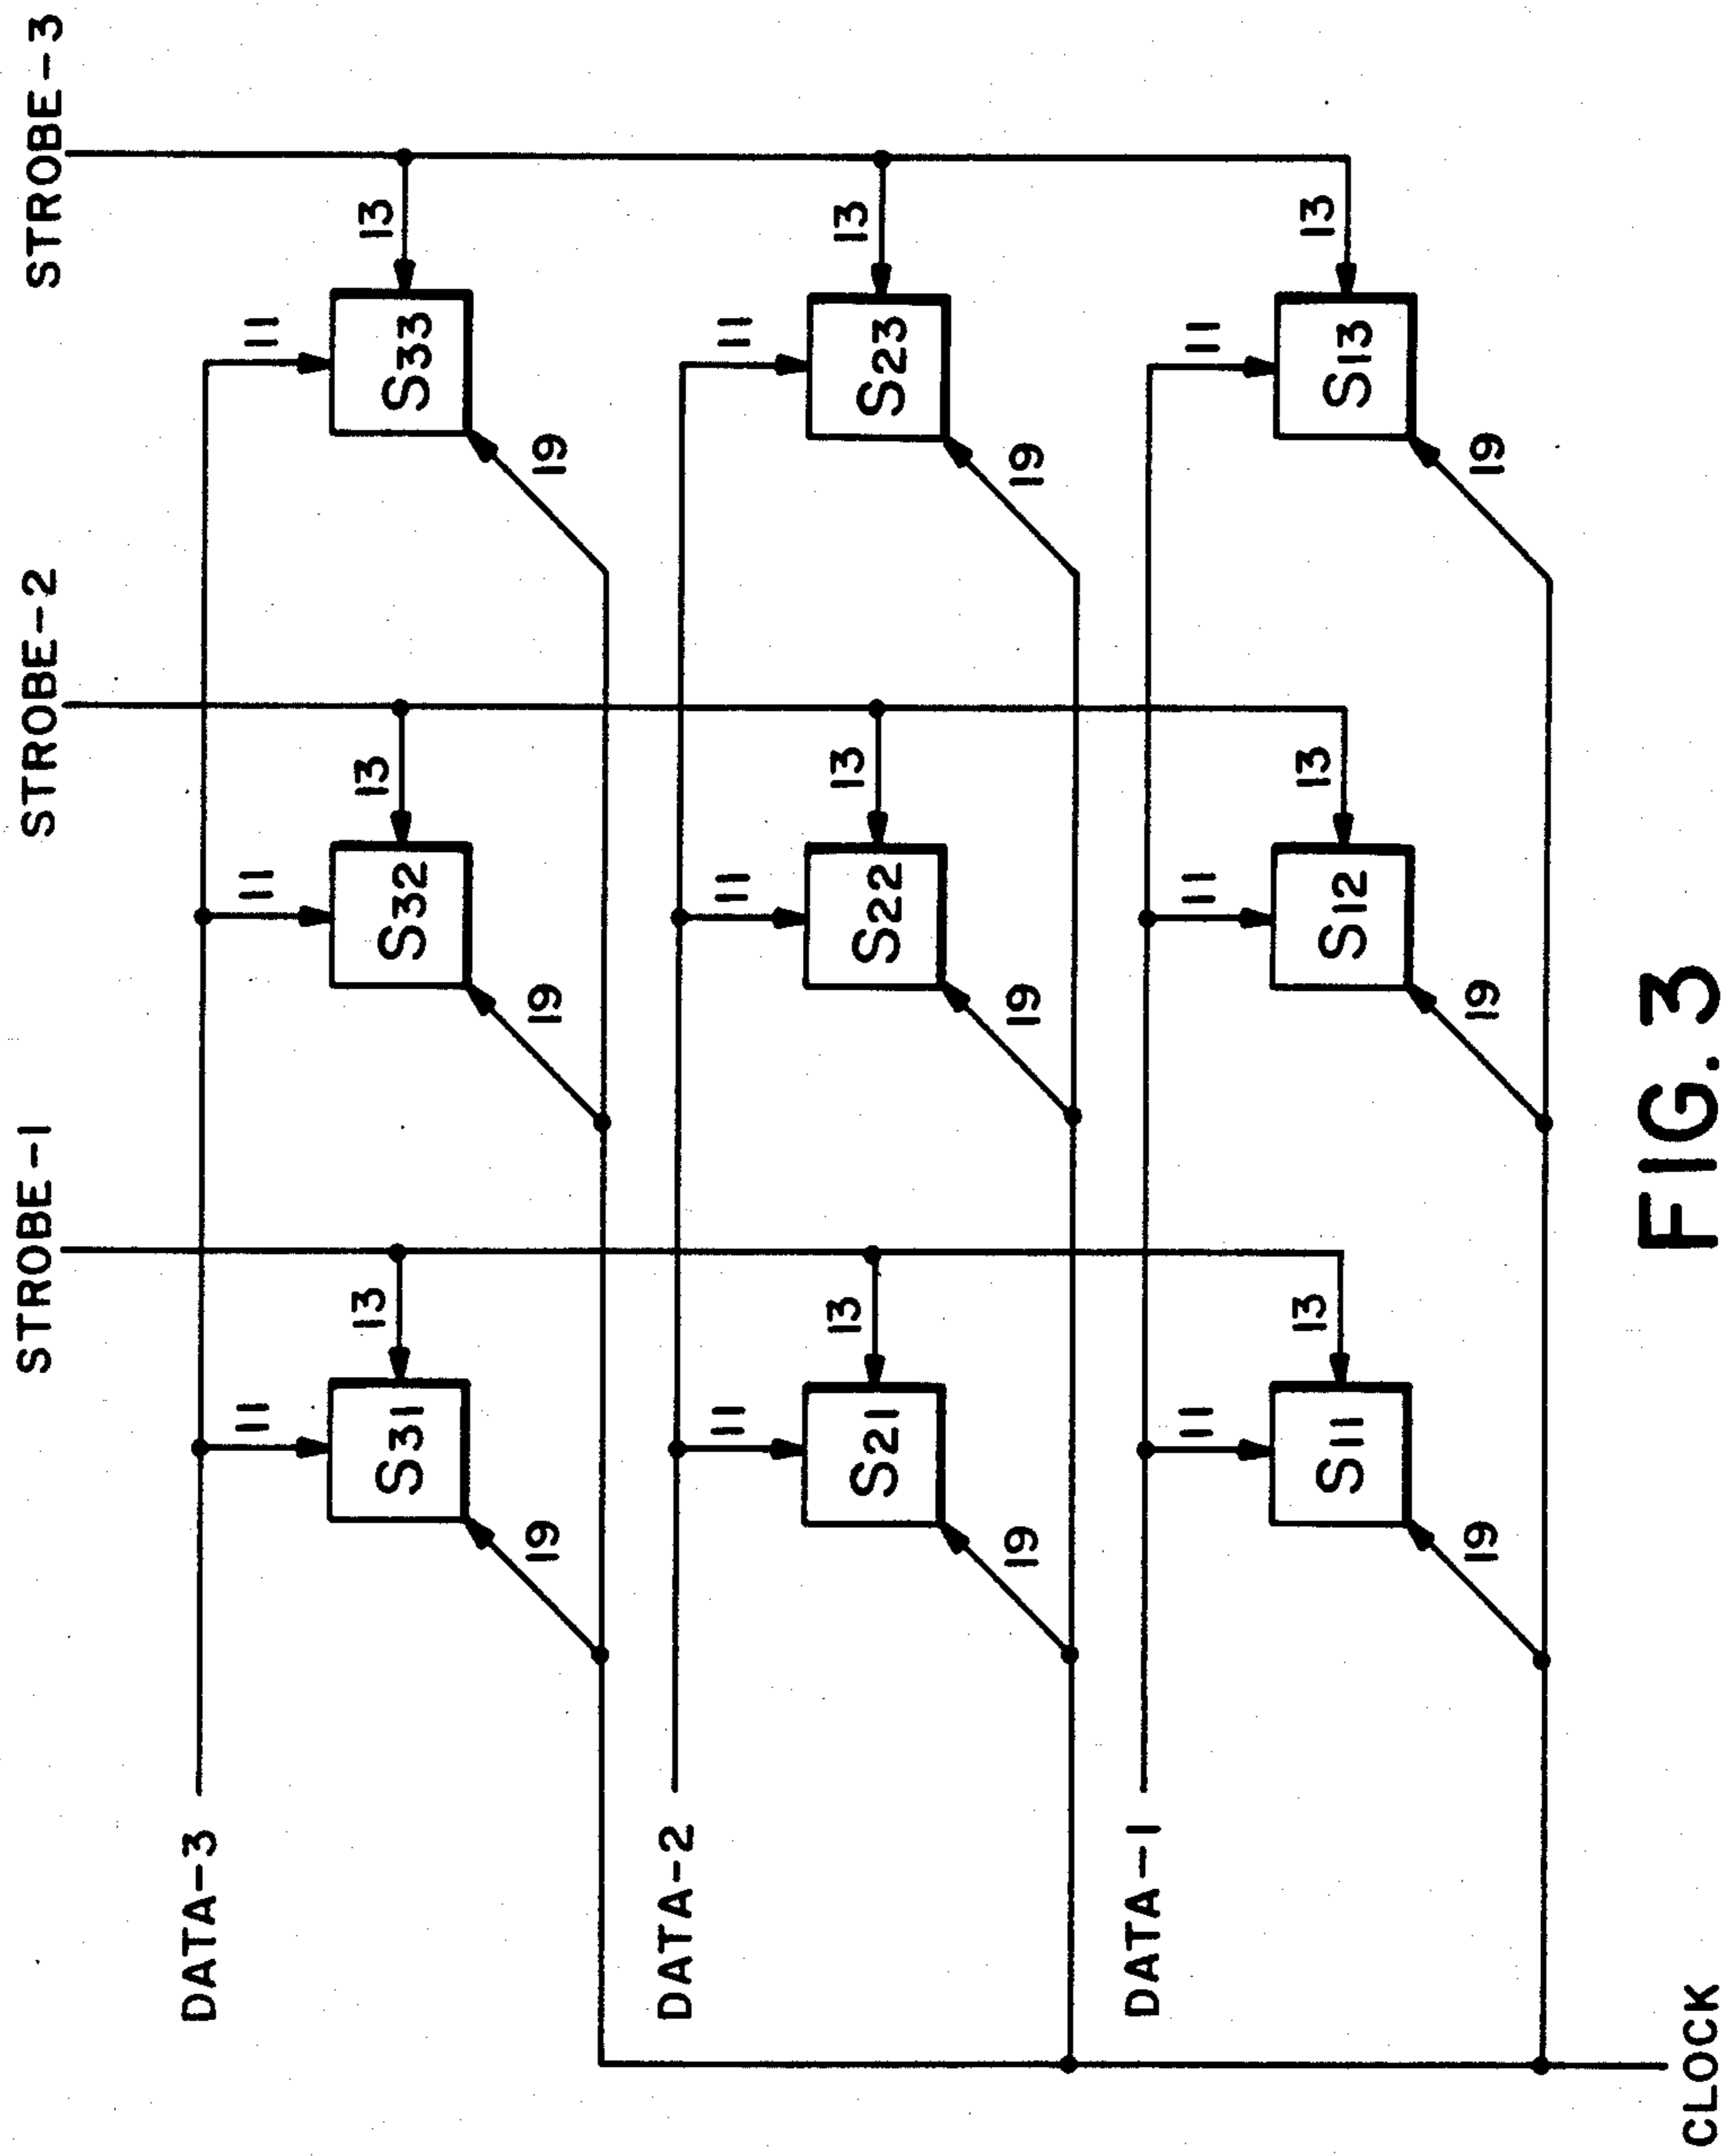 STROBE-1 STROBE-2 STROBE-3
DATA-3
11 11 11
13 13 13
S31 S32 S33
19 19 19
DATA-2
11 11 11
13 13 13
S21 S22 S23
19 19 19
DATA-1
11 11 11
13 13 13
S11 S12 S13
19 19 19
CLOCK
FIG. 3